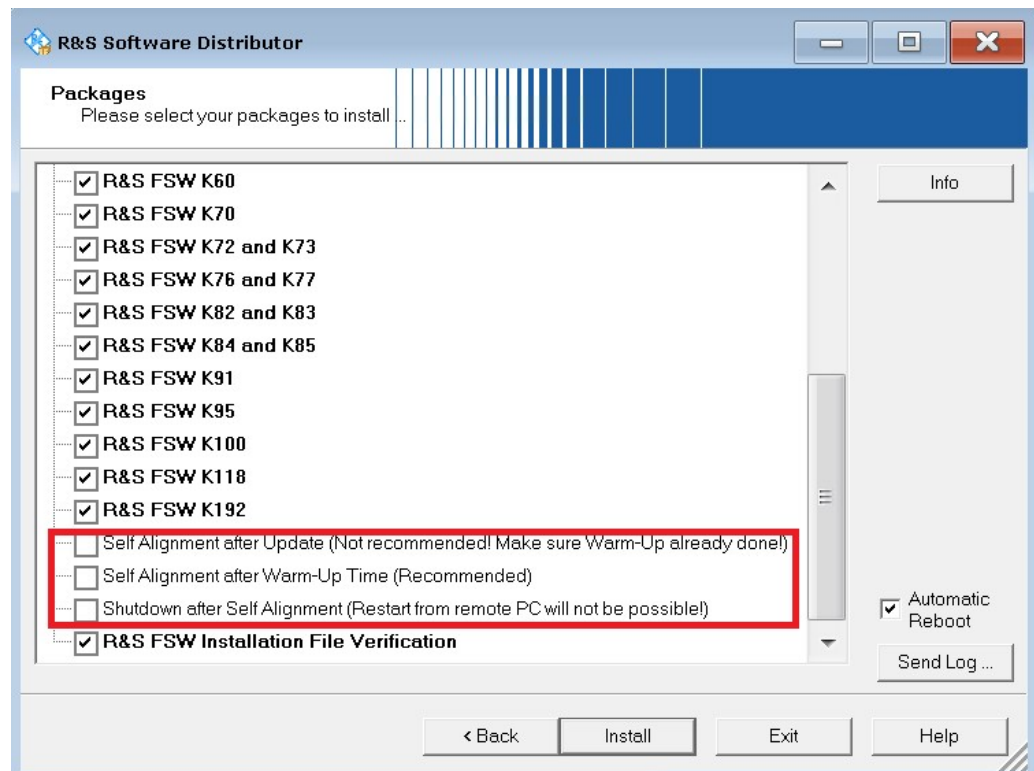 R&S Software Distributor
Packages
Please select your packages to install ...
R&S FSW K60
Info
R&S FSW K70
R&S FSW K72 and K73
R&S FSW K76 and K77
R&S FSW K82 and K83
R&S FSW K84 and K85
R&S FSW K91
R&S FSW K95
R&S FSW K100
R&S FSW K118
R&S FSW K192
Self Alignment after Update (Not recommended! Make sure Warm-Up already done!)
Self Alignment after Warm-Up Time (Recommended)
Shutdown after Self Alignment (Restart from remote PC will not be possible!)
R&S FSW Installation File Verification
Automatic
Reboot
Send Log ...
< Back
Install
Exit
Help